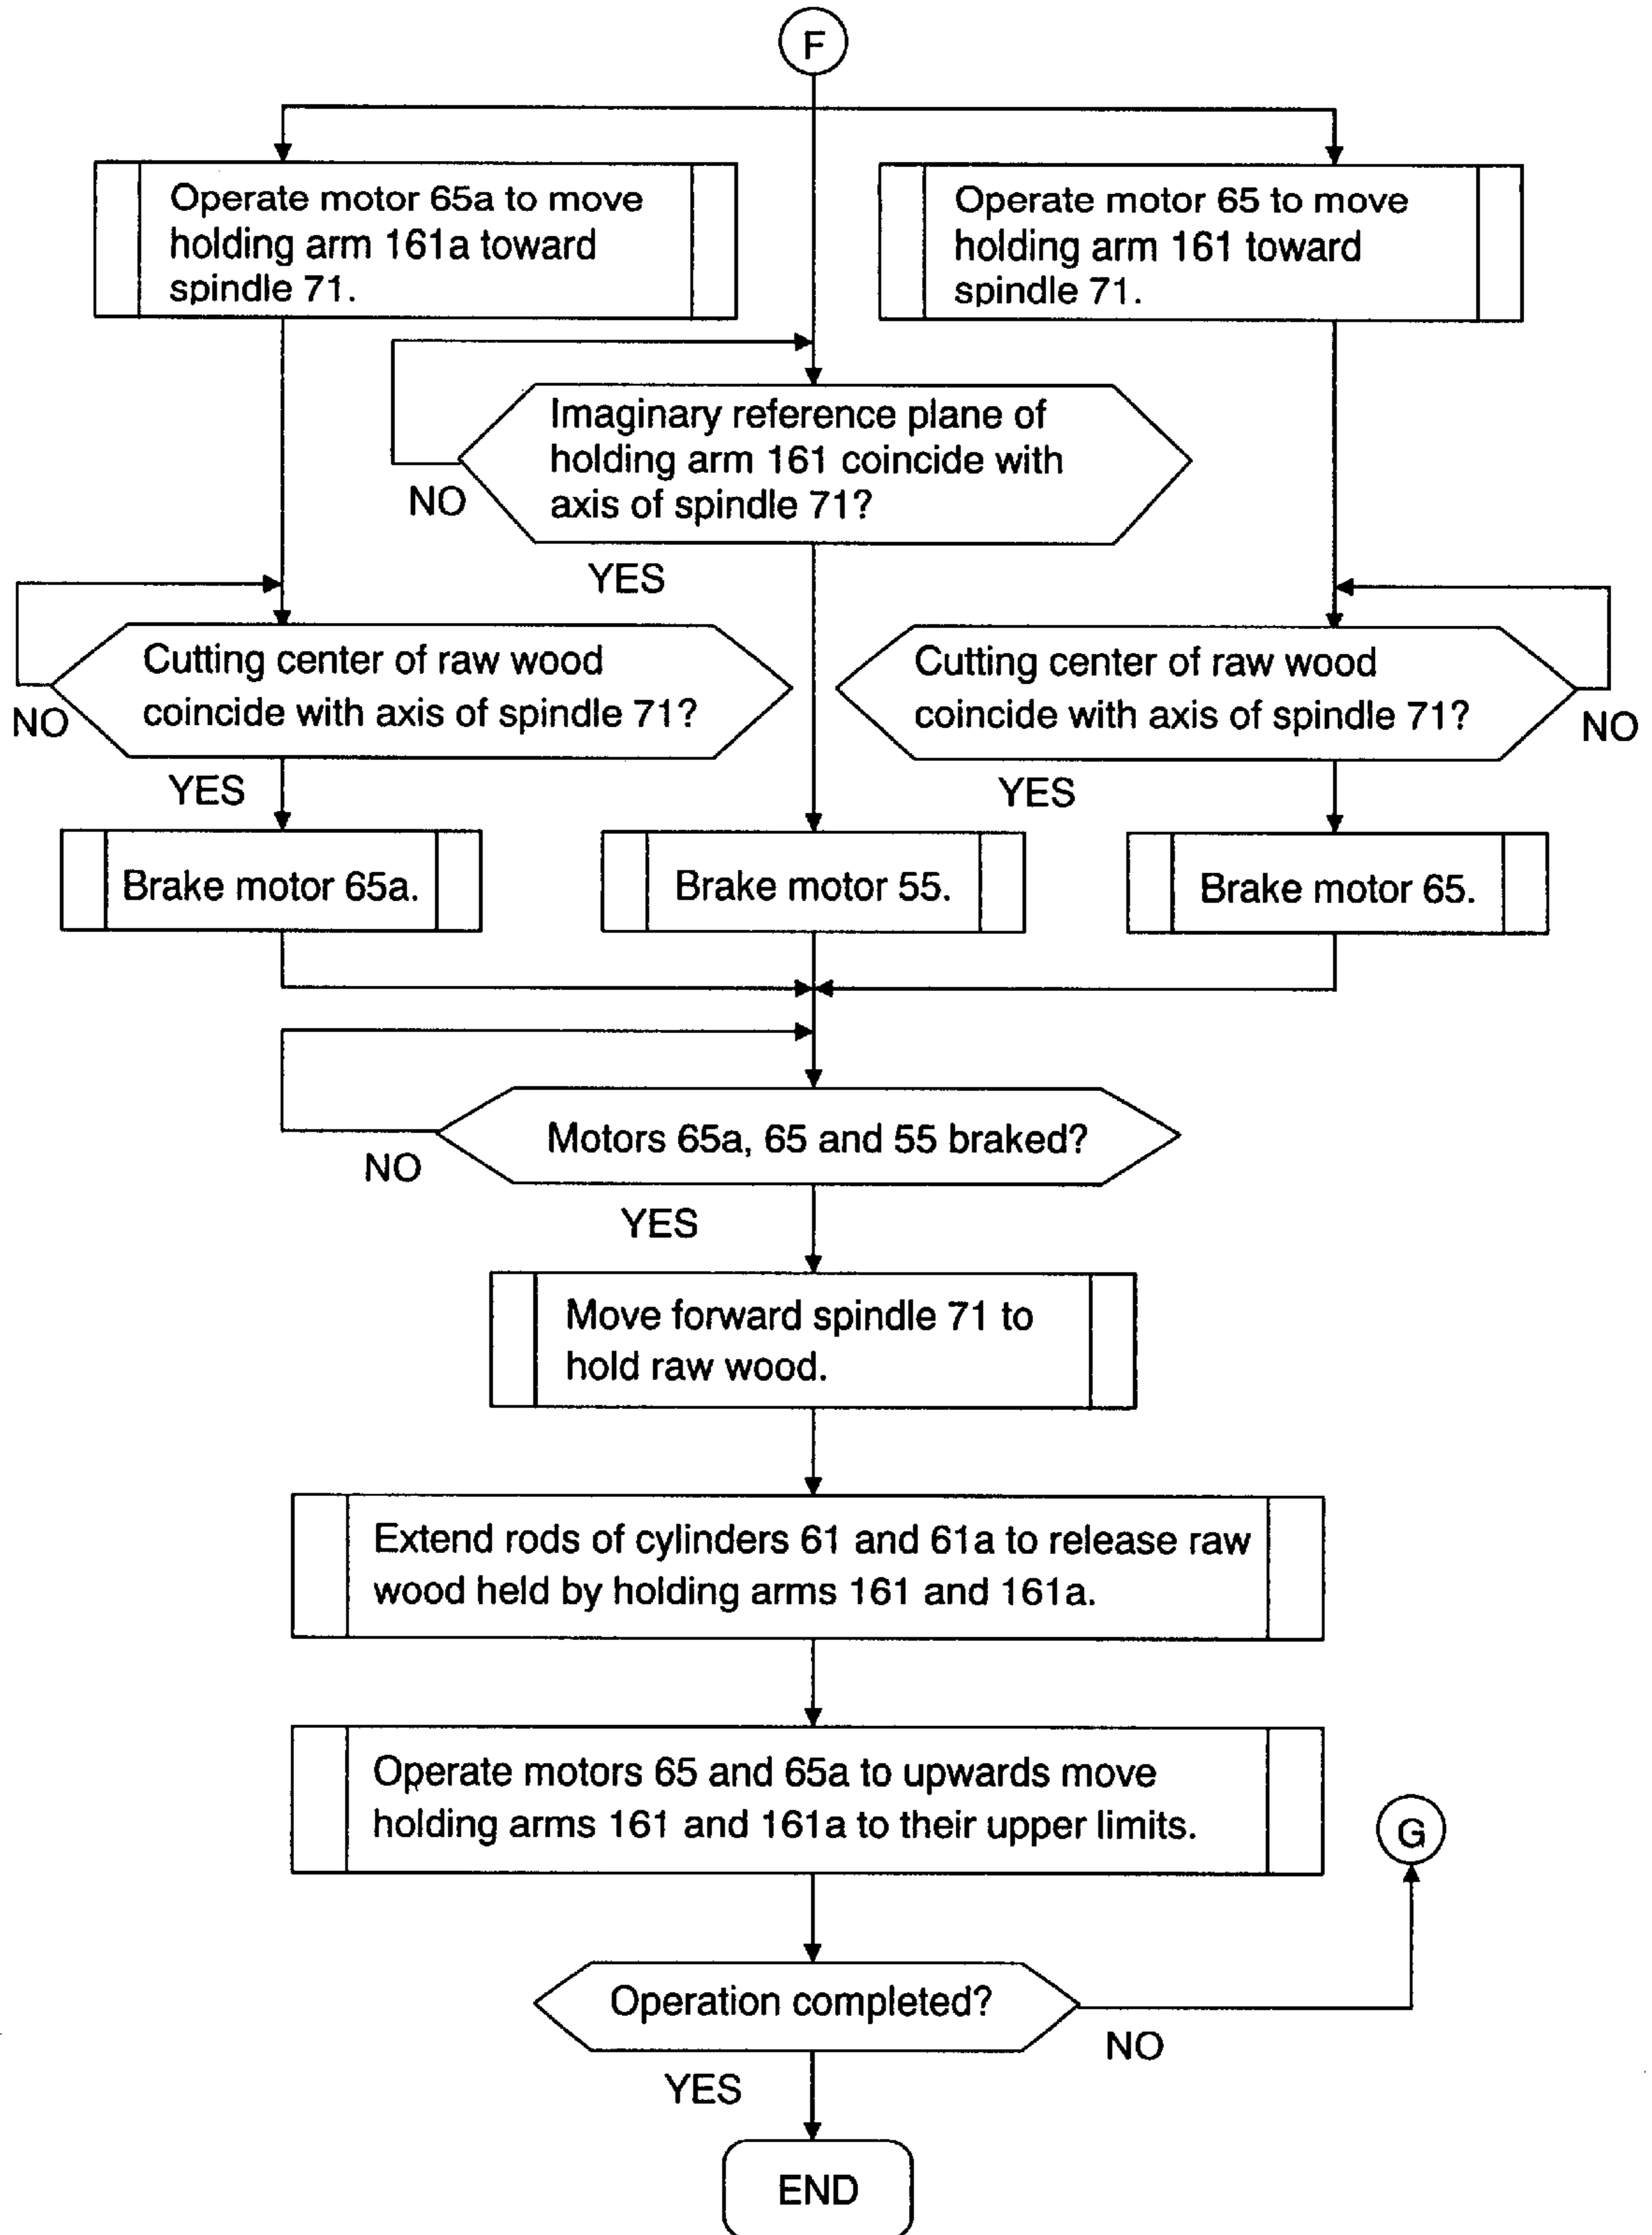 F
Operate motor 65a to move
holding arm 161a toward
spindle 71.
Operate motor 65 to move
holding arm 161 toward
spindle 71.
Imaginary reference plane of
holding arm 161 coincide with
axis of spindle 71?
NO
YES
Cutting center of raw wood
coincide with axis of spindle 71?
NO
YES
Cutting center of raw wood
coincide with axis of spindle 71?
NO
YES
Brake motor 65a.
Brake motor 55.
Brake motor 65.
Motors 65a, 65 and 55 braked?
NO
YES
Move forward spindle 71 to
hold raw wood.
Extend rods of cylinders 61 and 61a to release raw
wood held by holding arms 161 and 161a.
Operate motors 65 and 65a to upwards move
holding arms 161 and 161a to their upper limits.
G
Operation completed?
NO
YES
END